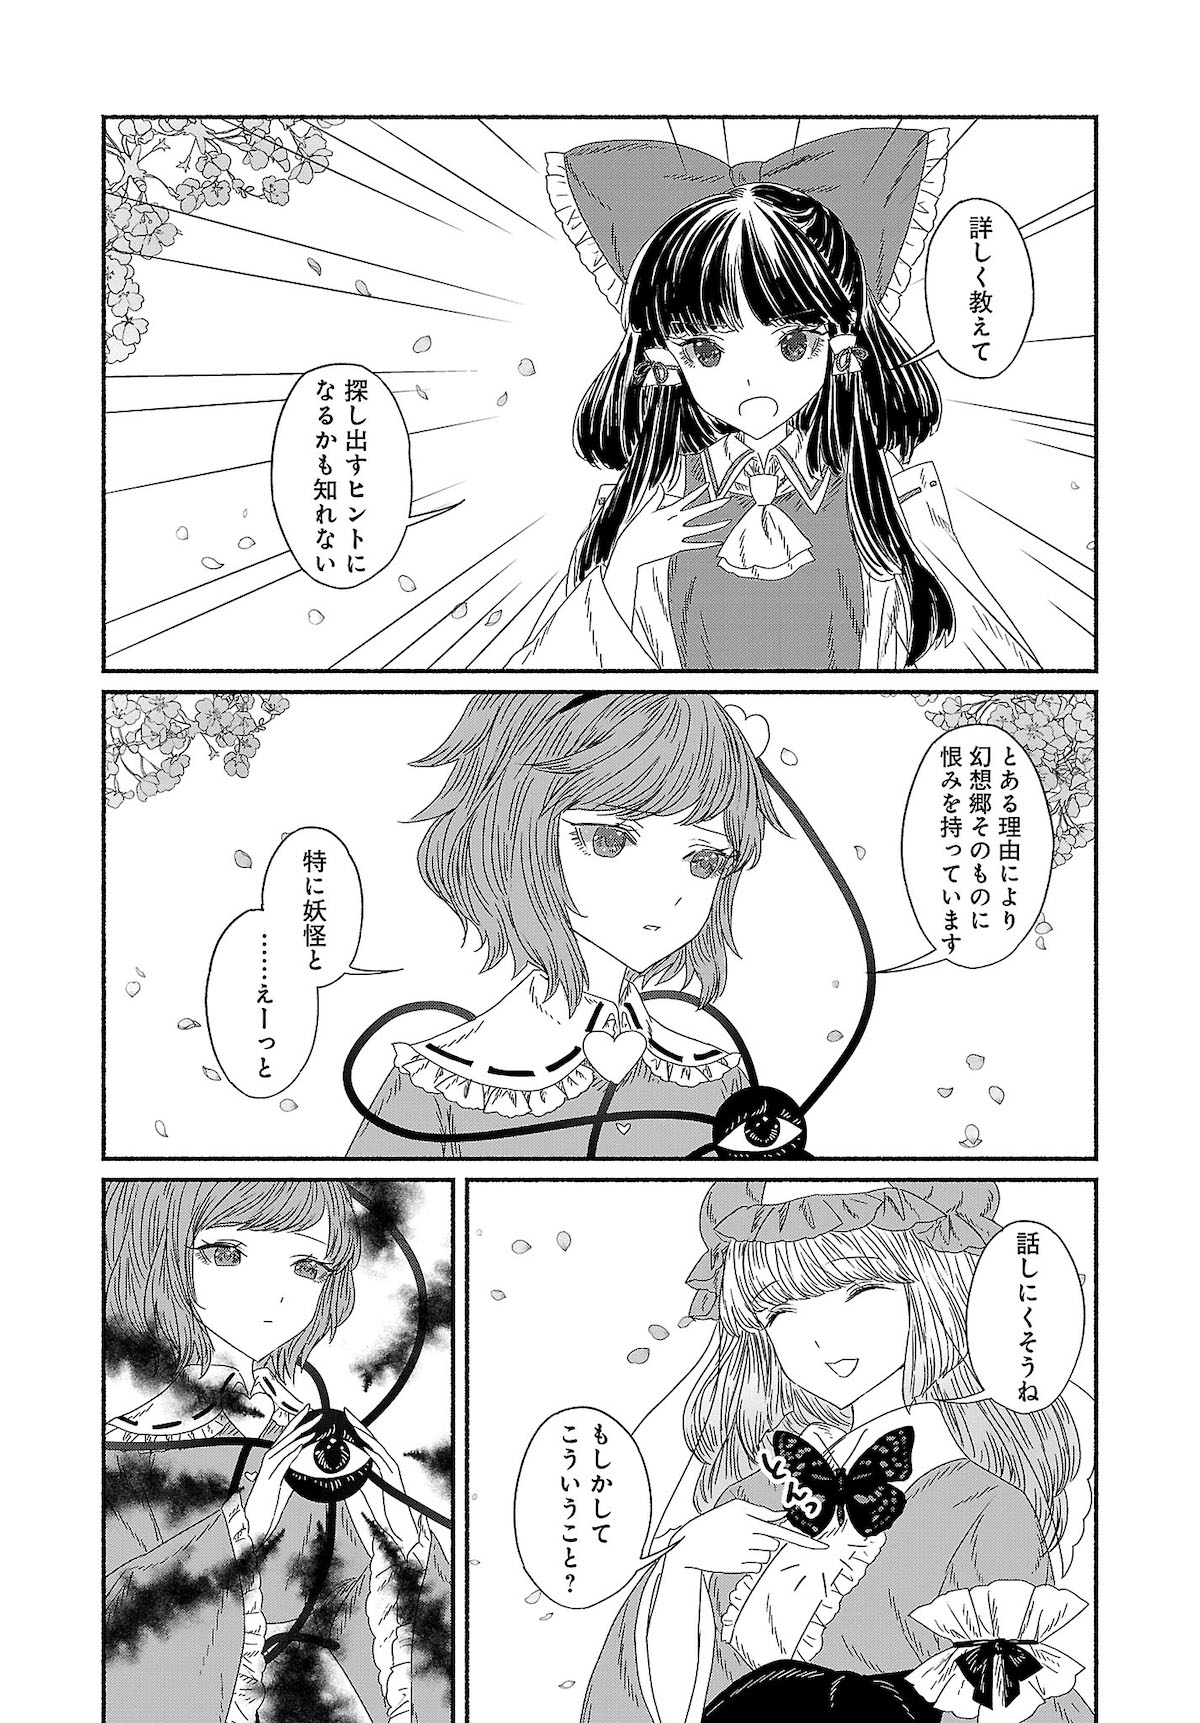 詳しく教えて
探し出すヒントに
なるかも知れない
とある理由により
幻想郷そのものに
恨みを持っています
特に妖怪と
……えーっと
話しにくそうね
とんっ
もしかして
こういうこと？